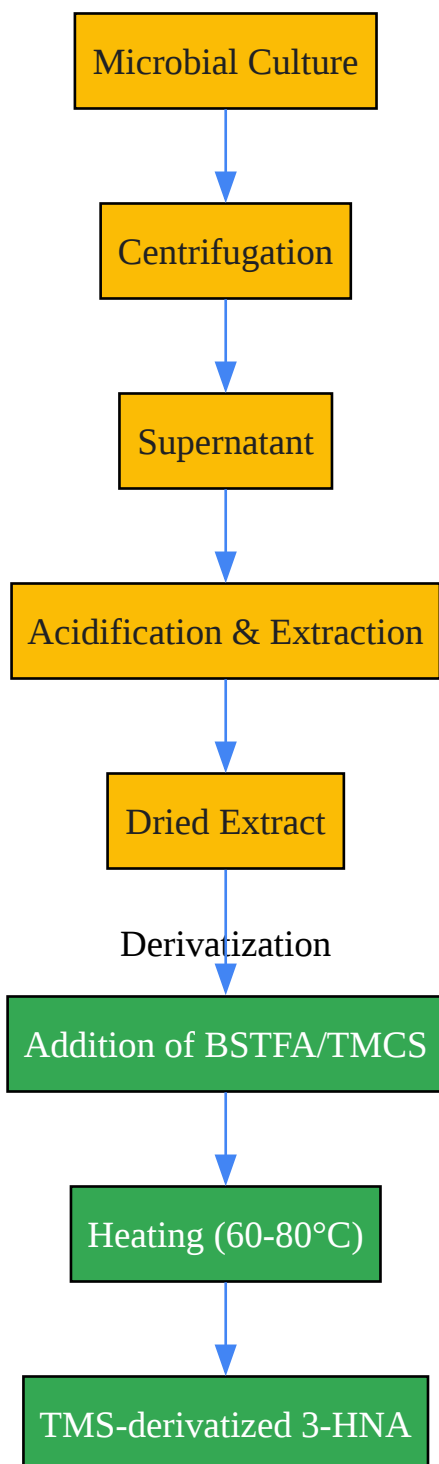 Microbial Culture
Centrifugation
Supernatant
Acidification & Extraction
Dried Extract
Derivatization
Addition of BSTFA/TMCS
Heating (60-80°C)
TMS-derivatized 3-HNA